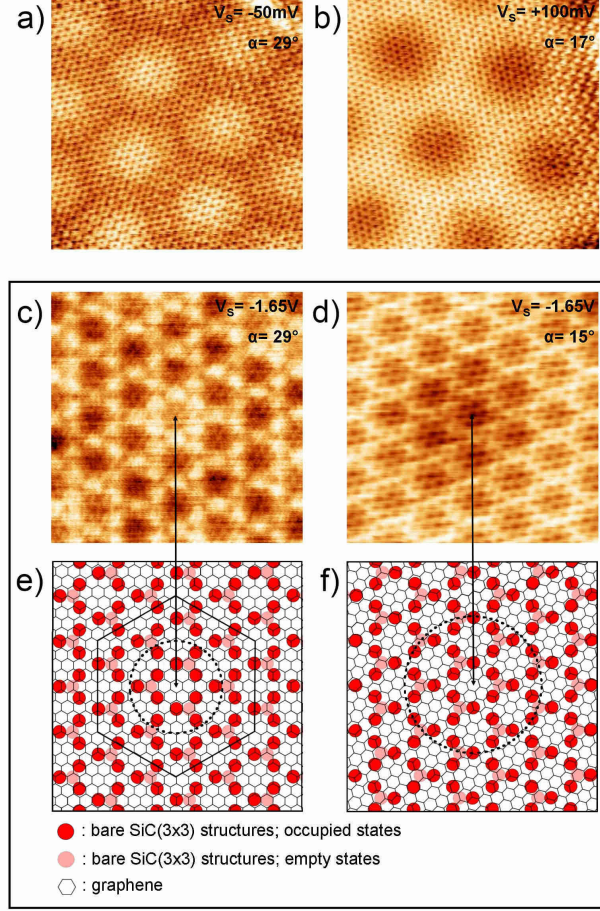 a)
Vs= -50mV
α= 29°
b)
Vs= +100mV
α= 17°
c)
Vs= -1.65V
α= 29°
d)
Vs= -1.65V
α= 15°
e)
f)
: bare SiC(3x3) structures; occupied states
: bare SiC(3x3) structures; empty states
: graphene